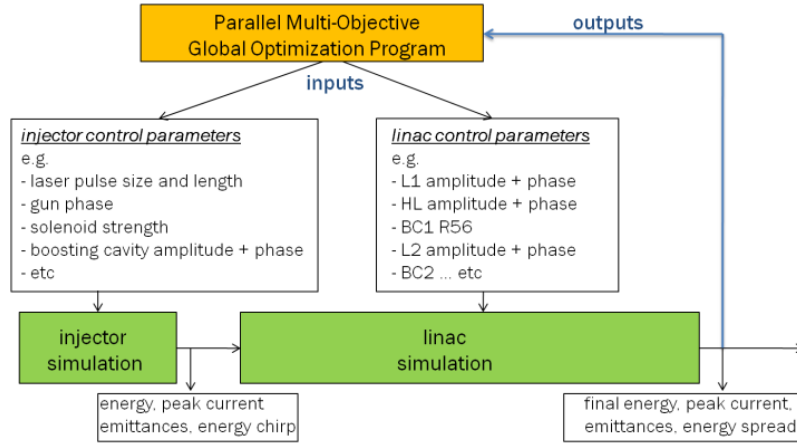 Parallel Multi-Objective
Global Optimization Program
outputs
inputs
injector control parameters
e.g.
- laser pulse size and length
- gun phase
- solenoid strength
- boosting cavity amplitude + phase
- etc
linac control parameters
e.g.
- L1 amplitude + phase
- HL amplitude + phase
- BC1 R56
- L2 amplitude + phase
- BC2 ... etc
injector
simulation
linac
simulation
energy, peak current
emittances, energy chirp
final energy, peak current,
emittances, energy spread